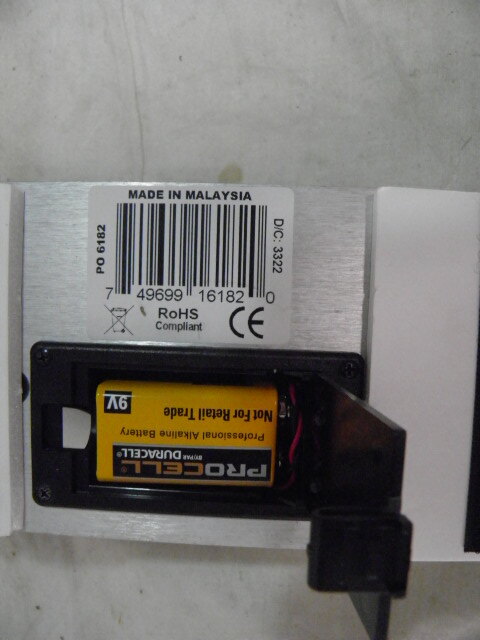 MADE IN MALAYSIA
PO 6182
D/C: 3322
7 49699 16182 0
RoHS
Compliant
CE
9V
Not For Retail Trade
Professional Alkaline Battery
PROCELL®
BY/PAR DURACELL®